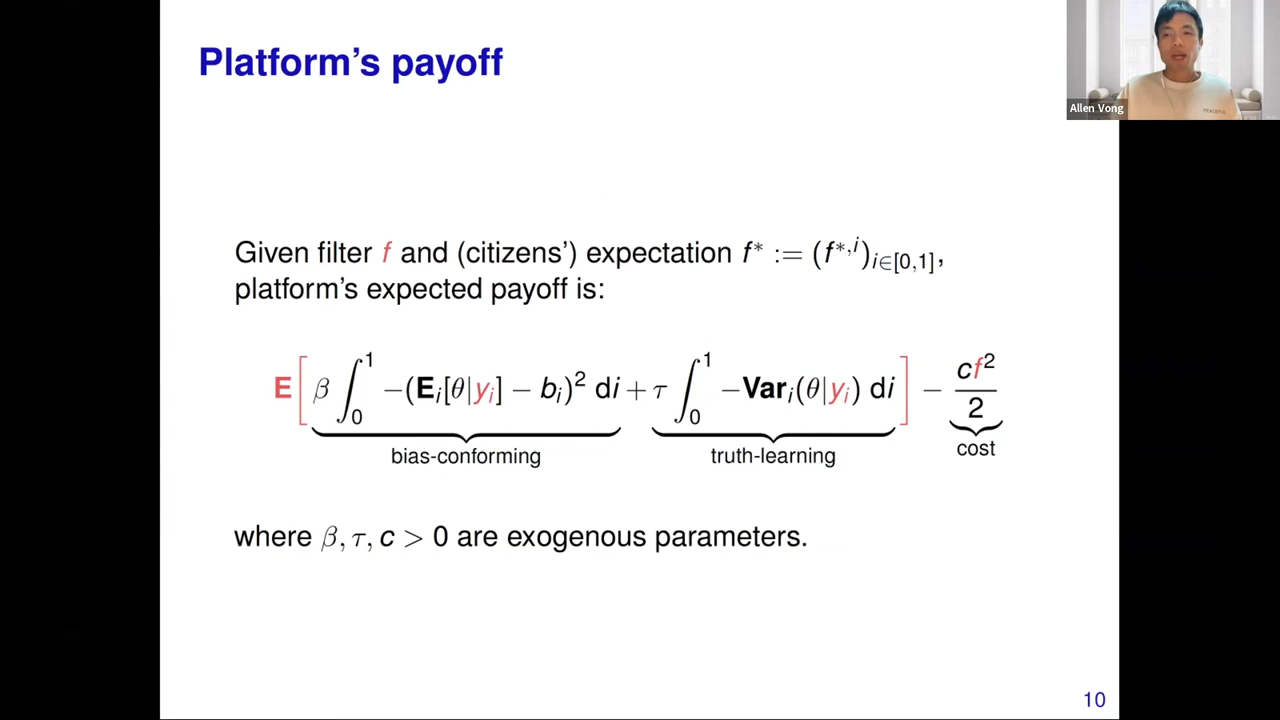 Platform's payoff
Allen Vong
PEACEFUL
Given filter f and (citizens') expectation f* := (f*,i)i∈[0,1],
platform's expected payoff is:
E[β ∫₀¹ −(Ei[θ|yi] − bi)² di + τ ∫₀¹ −Vari(θ|yi) di] − cf²/2
bias-conforming truth-learning cost
where β, τ, c > 0 are exogenous parameters.
10